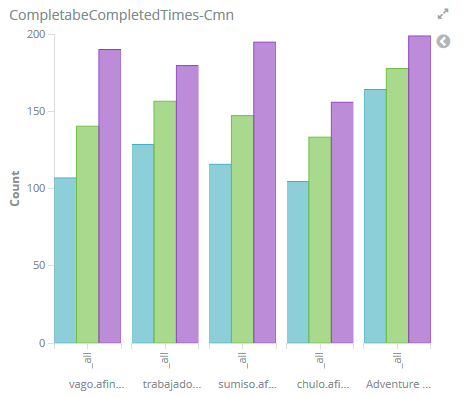 CompletabeCompletedTimes-Cmn
200
150
100
50
0
Count
_all
_all
_all
_all
_all
vago.afin...
trabajado...
sumiso.af...
chulo.afi...
Adventure ...